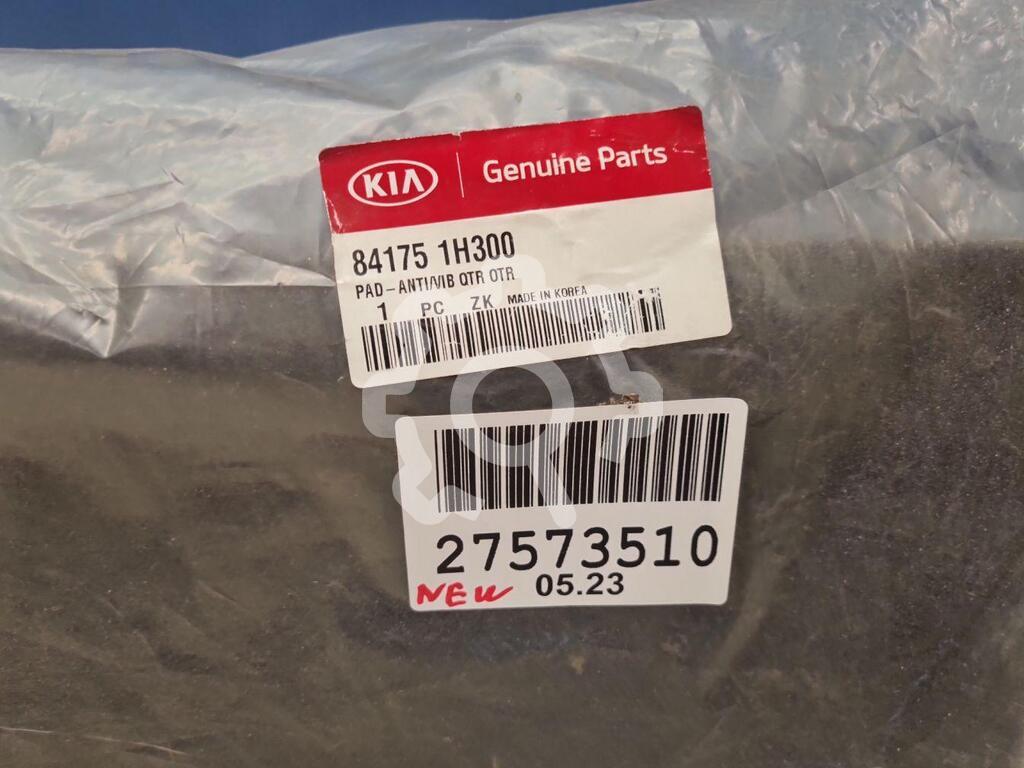 KIA Genuine Parts
84175 1H300
PAD-ANTI/VIB QTR OTR
1 PC ZK MADE IN KOREA
27573510
NEW 05.23